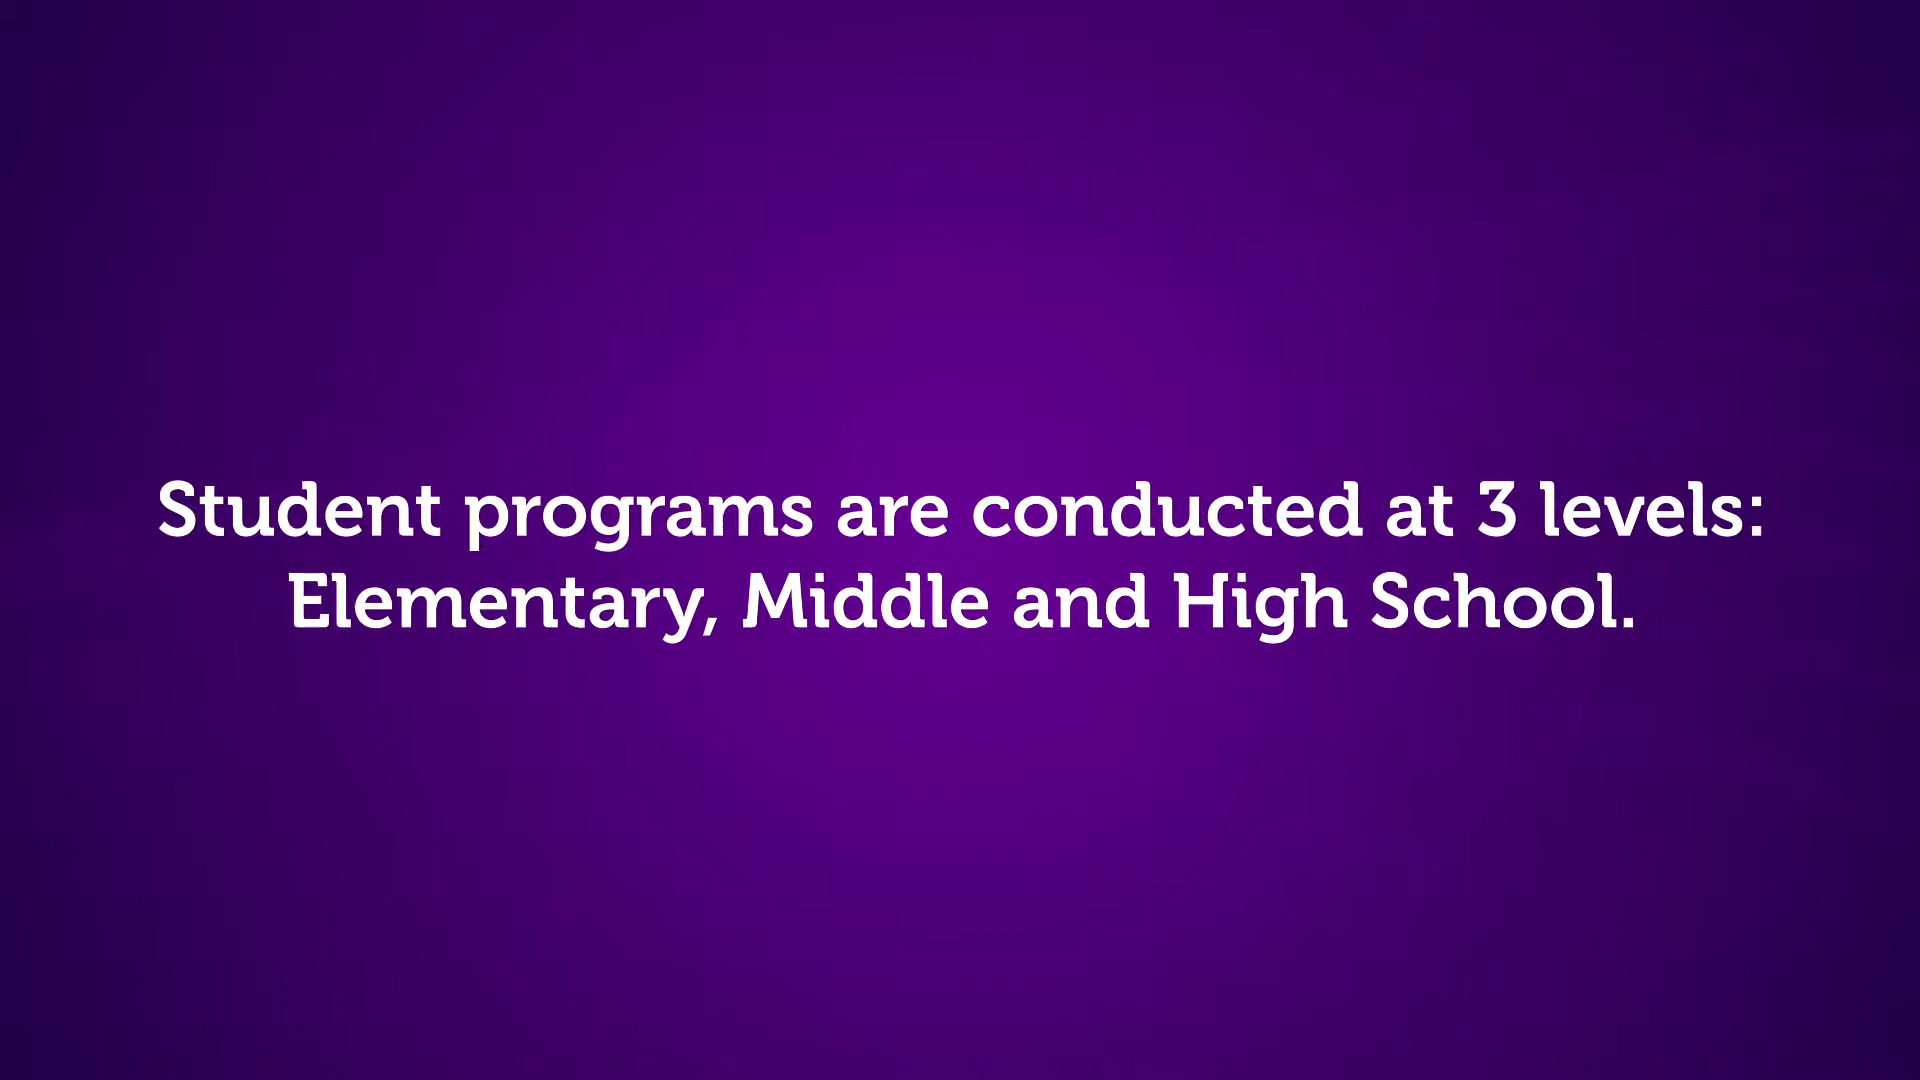 Student programs are conducted at 3 levels:
Elementary, Middle and High School.